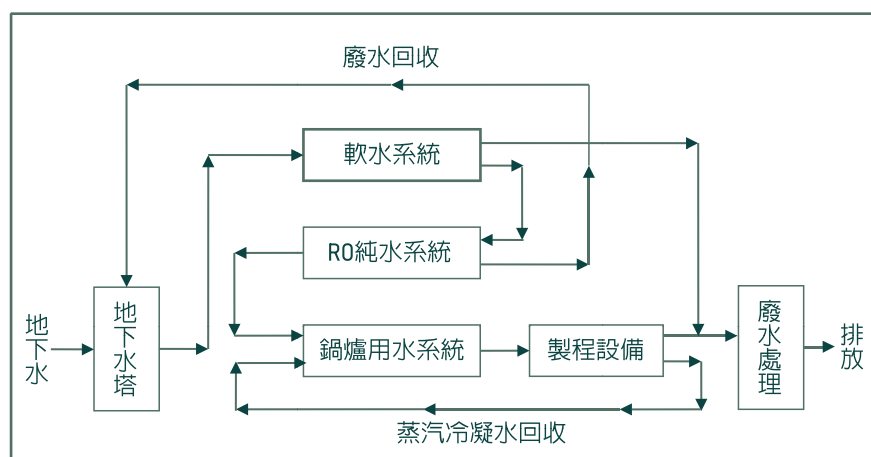 廢水回收
軟水系統
RO純水系統
地下水
地下水塔
鍋爐用水系統
製程設備
廢水處理
排放
蒸汽冷凝水回收